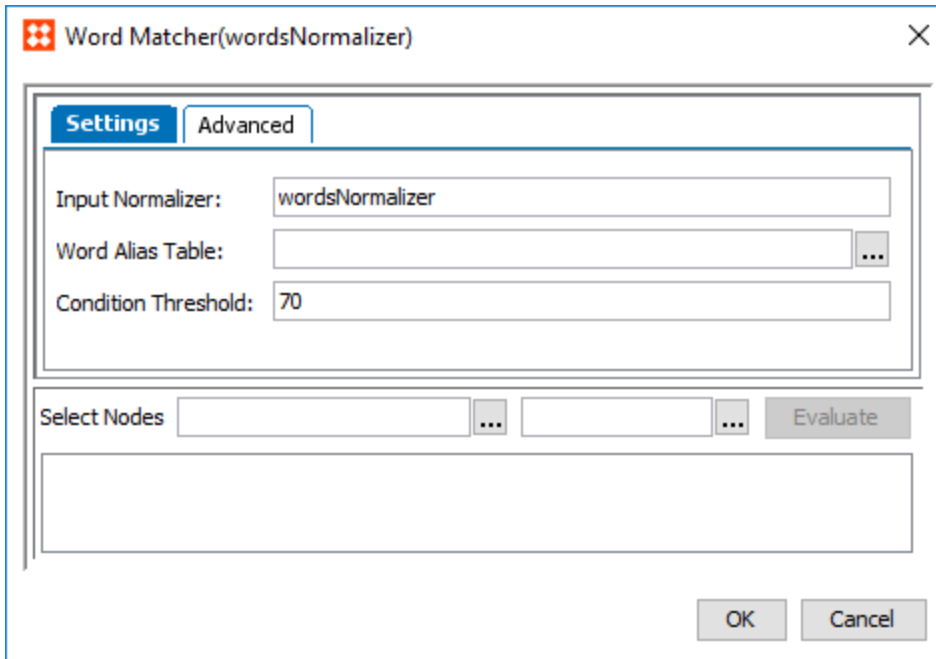 Word Matcher(wordsNormalizer)
Settings Advanced
Input Normalizer: wordsNormalizer
Word Alias Table: ...
Condition Threshold: 70
Select Nodes ... ... Evaluate
OK Cancel